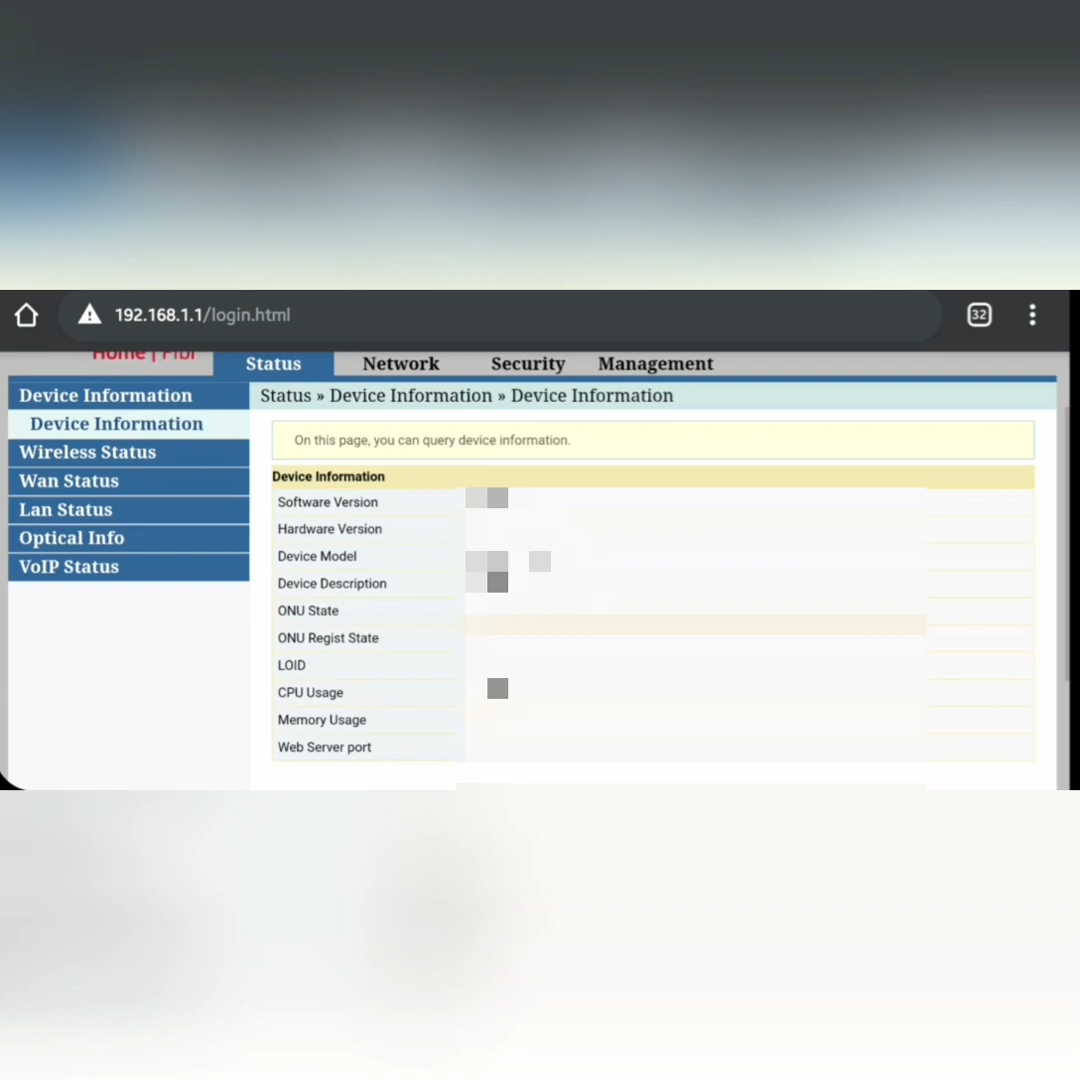 192.168.1.1/login.html
32
Status Network Security Management
Device Information
Status » Device Information » Device Information
Device Information
Wireless Status
Wan Status
Lan Status
Optical Info
VoIP Status
On this page, you can query device information.
Device Information
Software Version
Hardware Version
Device Model
Device Description
ONU State
ONU Regist State
LOID
CPU Usage
Memory Usage
Web Server port